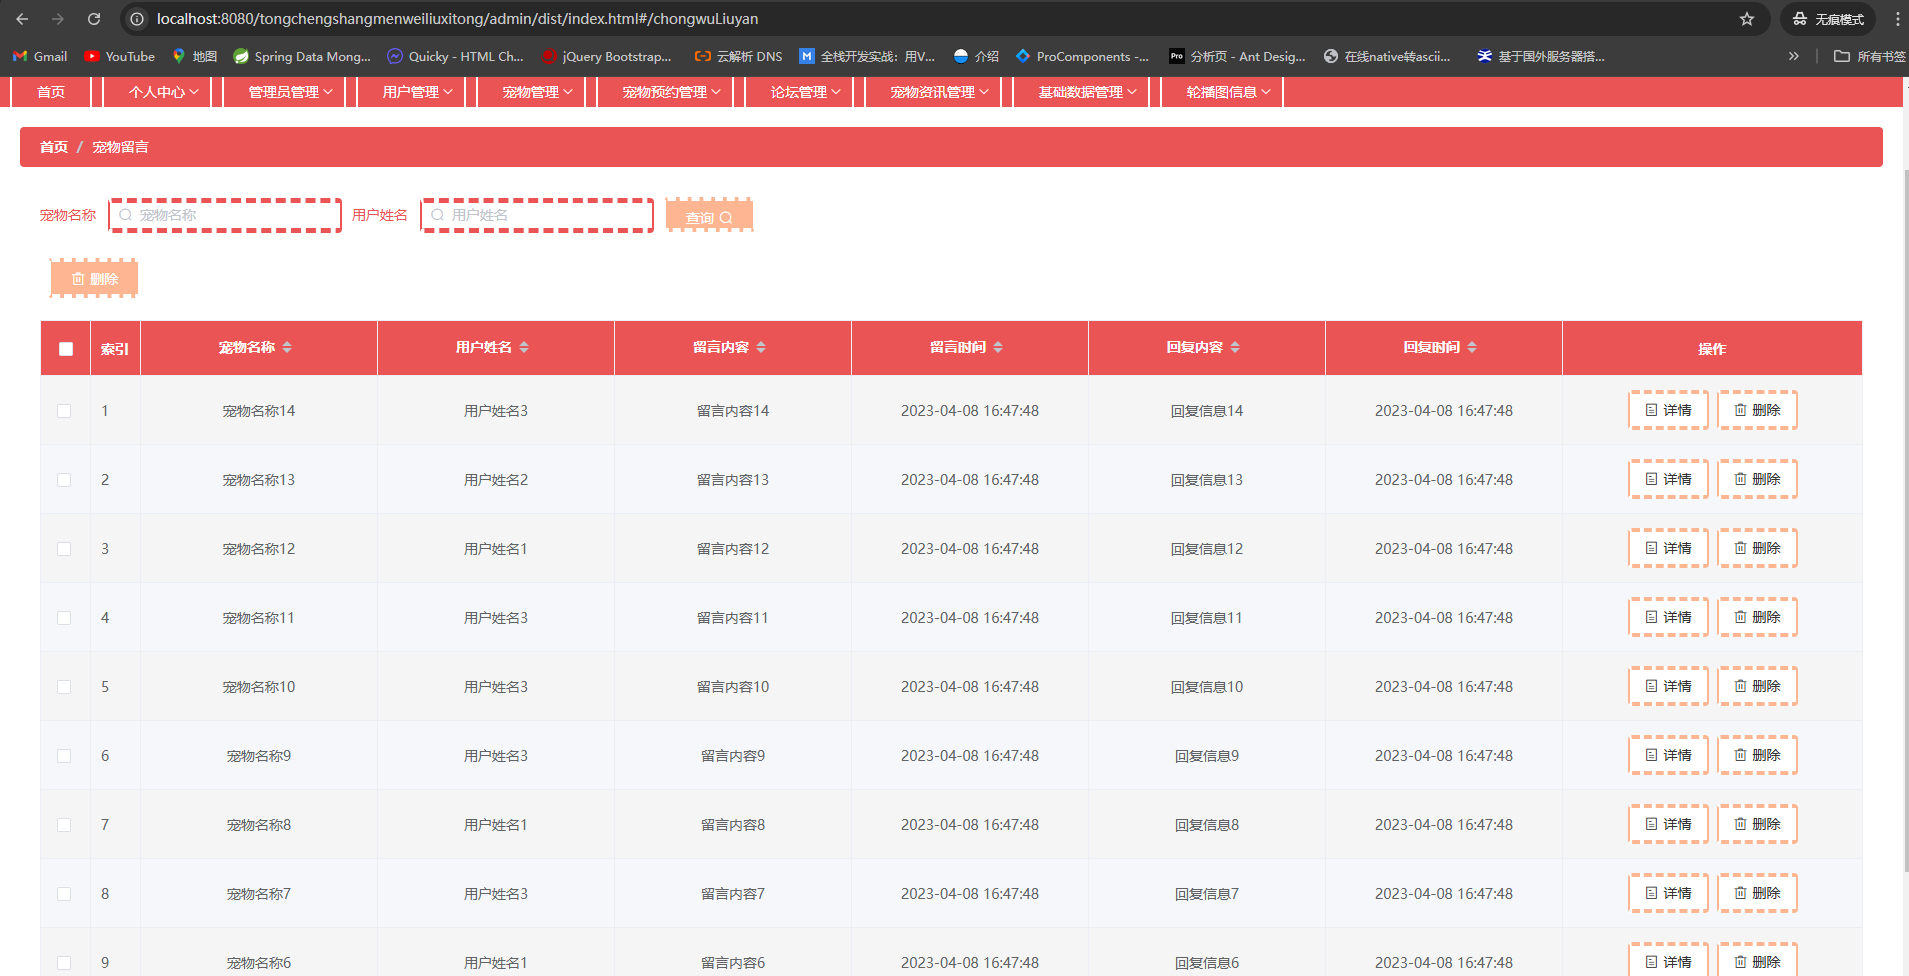 localhost:8080/tongchengshangmenweiliuxitong/admin/dist/index.html#/chongwuLiuyan 无痕模式
Gmail YouTube 地图 Spring Data Mong... Quicky - HTML Ch... jQuery Bootstrap... 云解析 DNS M 全栈开发实战：用V... 介绍 ProComponents -... Pro 分析页 - Ant Desig... 在线native转ascii... 基于国外服务器搭... » 所有书签
首页 个人中心 管理员管理 用户管理 宠物管理 宠物预约管理 论坛管理 宠物资讯管理 基础数据管理 轮播图信息
首页 / 宠物留言
宠物名称 宠物名称 用户姓名 用户姓名 查询
删除
索引 宠物名称 用户姓名 留言内容 留言时间 回复内容 回复时间 操作
1 宠物名称14 用户姓名3 留言内容14 2023-04-08 16:47:48 回复信息14 2023-04-08 16:47:48 详情 删除
2 宠物名称13 用户姓名2 留言内容13 2023-04-08 16:47:48 回复信息13 2023-04-08 16:47:48 详情 删除
3 宠物名称12 用户姓名1 留言内容12 2023-04-08 16:47:48 回复信息12 2023-04-08 16:47:48 详情 删除
4 宠物名称11 用户姓名3 留言内容11 2023-04-08 16:47:48 回复信息11 2023-04-08 16:47:48 详情 删除
5 宠物名称10 用户姓名3 留言内容10 2023-04-08 16:47:48 回复信息10 2023-04-08 16:47:48 详情 删除
6 宠物名称9 用户姓名3 留言内容9 2023-04-08 16:47:48 回复信息9 2023-04-08 16:47:48 详情 删除
7 宠物名称8 用户姓名1 留言内容8 2023-04-08 16:47:48 回复信息8 2023-04-08 16:47:48 详情 删除
8 宠物名称7 用户姓名3 留言内容7 2023-04-08 16:47:48 回复信息7 2023-04-08 16:47:48 详情 删除
9 宠物名称6 用户姓名1 留言内容6 2023-04-08 16:47:48 回复信息6 2023-04-08 16:47:48 详情 删除